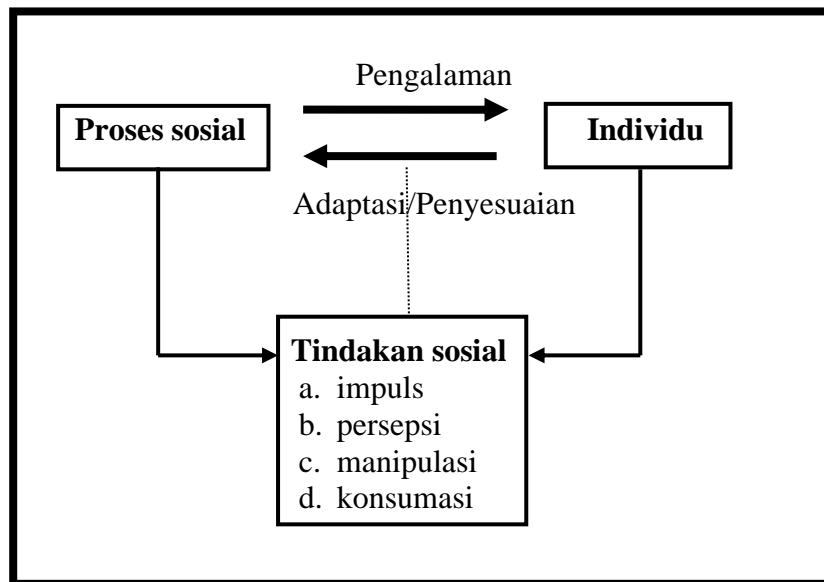 Pengalaman
Proses sosial
Individu
Adaptasi/Penyesuaian
Tindakan sosial
a. impuls
b. persepsi
c. manipulasi
d. konsumasi